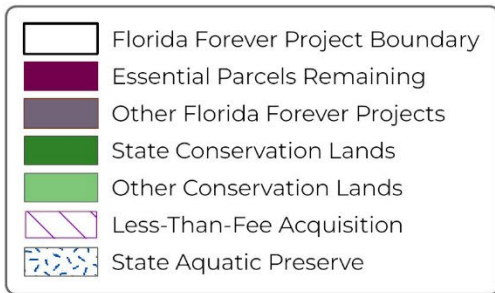 Florida Forever Project Boundary
Essential Parcels Remaining
Other Florida Forever Projects
State Conservation Lands
Other Conservation Lands
Less-Than-Fee Acquisition
State Aquatic Preserve